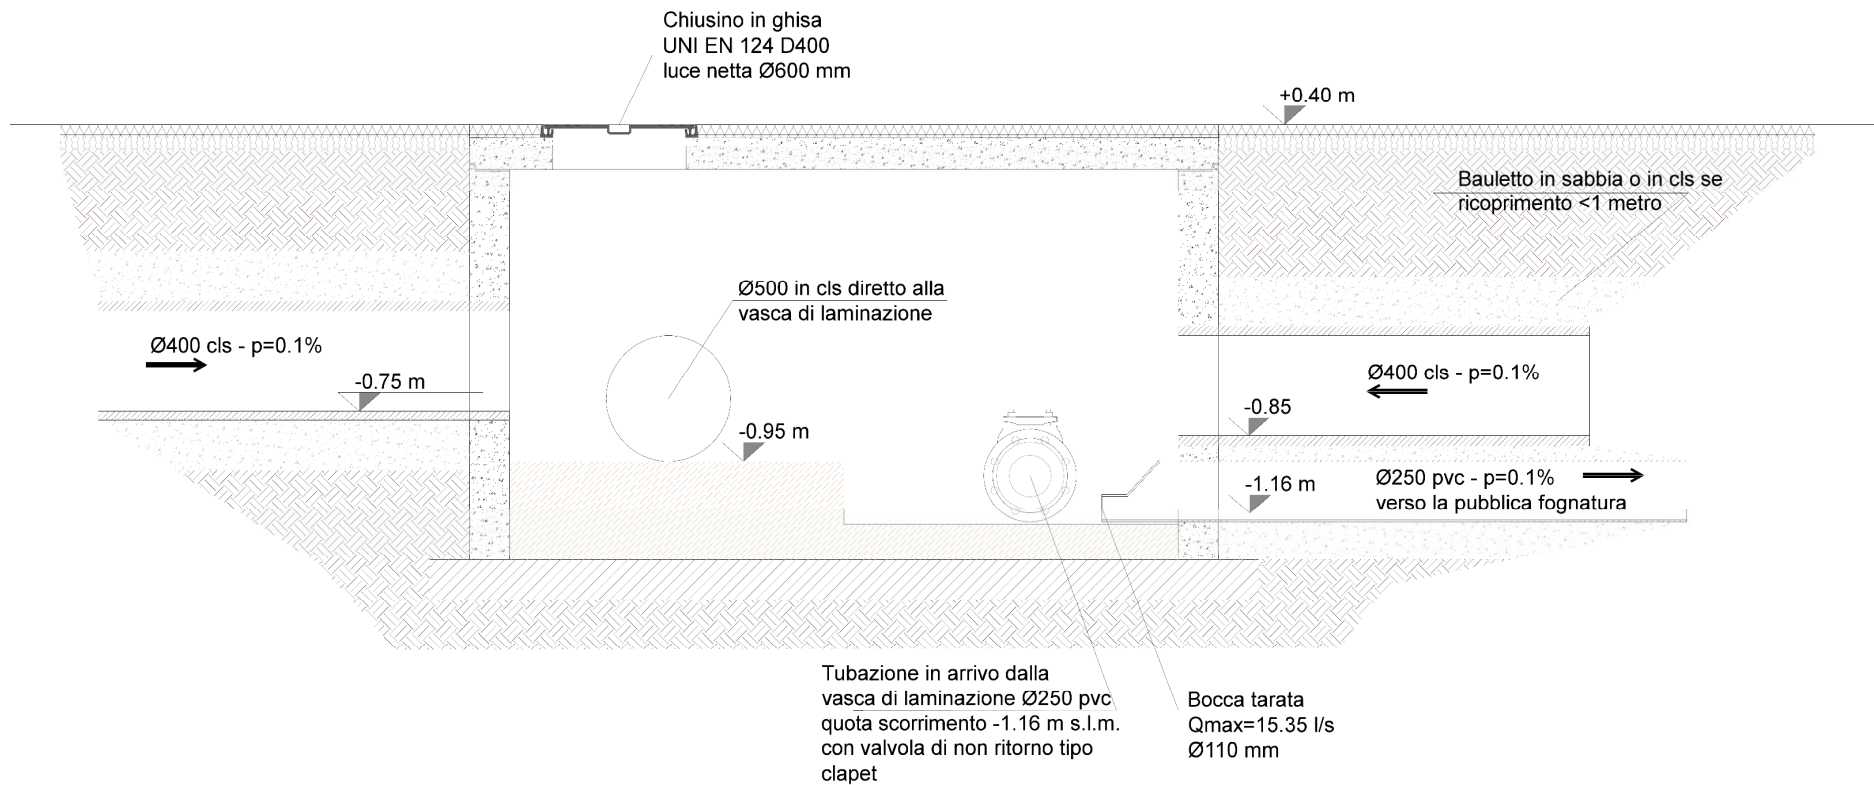 Chiusino in ghisa
UNI EN 124 D400
luce netta Ø600 mm
+0.40 m
Bauletto in sabbia o in cls se
ricoprimento <1 metro
Ø500 in cls diretto alla
vasca di laminazione
Ø400 cls - p=0.1%
-0.75 m
Ø400 cls - p=0.1%
-0.85
-0.95 m
Ø250 pvc - p=0.1%
verso la pubblica fognatura
-1.16 m
Tubazione in arrivo dalla
vasca di laminazione Ø250 pvc
quota scorrimento -1.16 m s.l.m.
con valvola di non ritorno tipo
clapet
Bocca tarata
Qmax=15.35 l/s
Ø110 mm